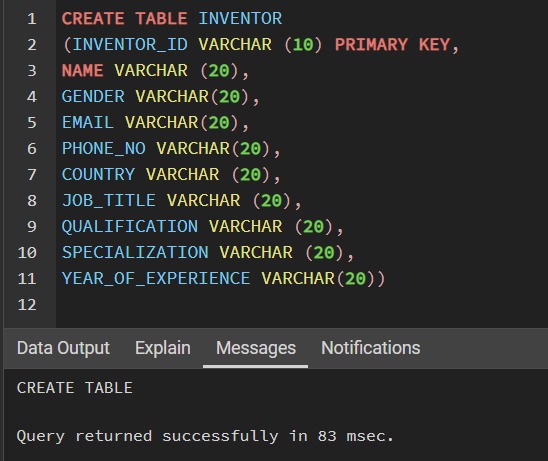 1 CREATE TABLE INVENTOR
2 (INVENTOR_ID VARCHAR (10) PRIMARY KEY,
3 NAME VARCHAR (20),
4 GENDER VARCHAR(20),
5 EMAIL VARCHAR(20),
6 PHONE_NO VARCHAR(20),
7 COUNTRY VARCHAR (20),
8 JOB_TITLE VARCHAR (20),
9 QUALIFICATION VARCHAR (20),
10 SPECIALIZATION VARCHAR (20),
11 YEAR_OF_EXPERIENCE VARCHAR(20))
12
Data Output Explain Messages Notifications
CREATE TABLE
Query returned successfully in 83 msec.